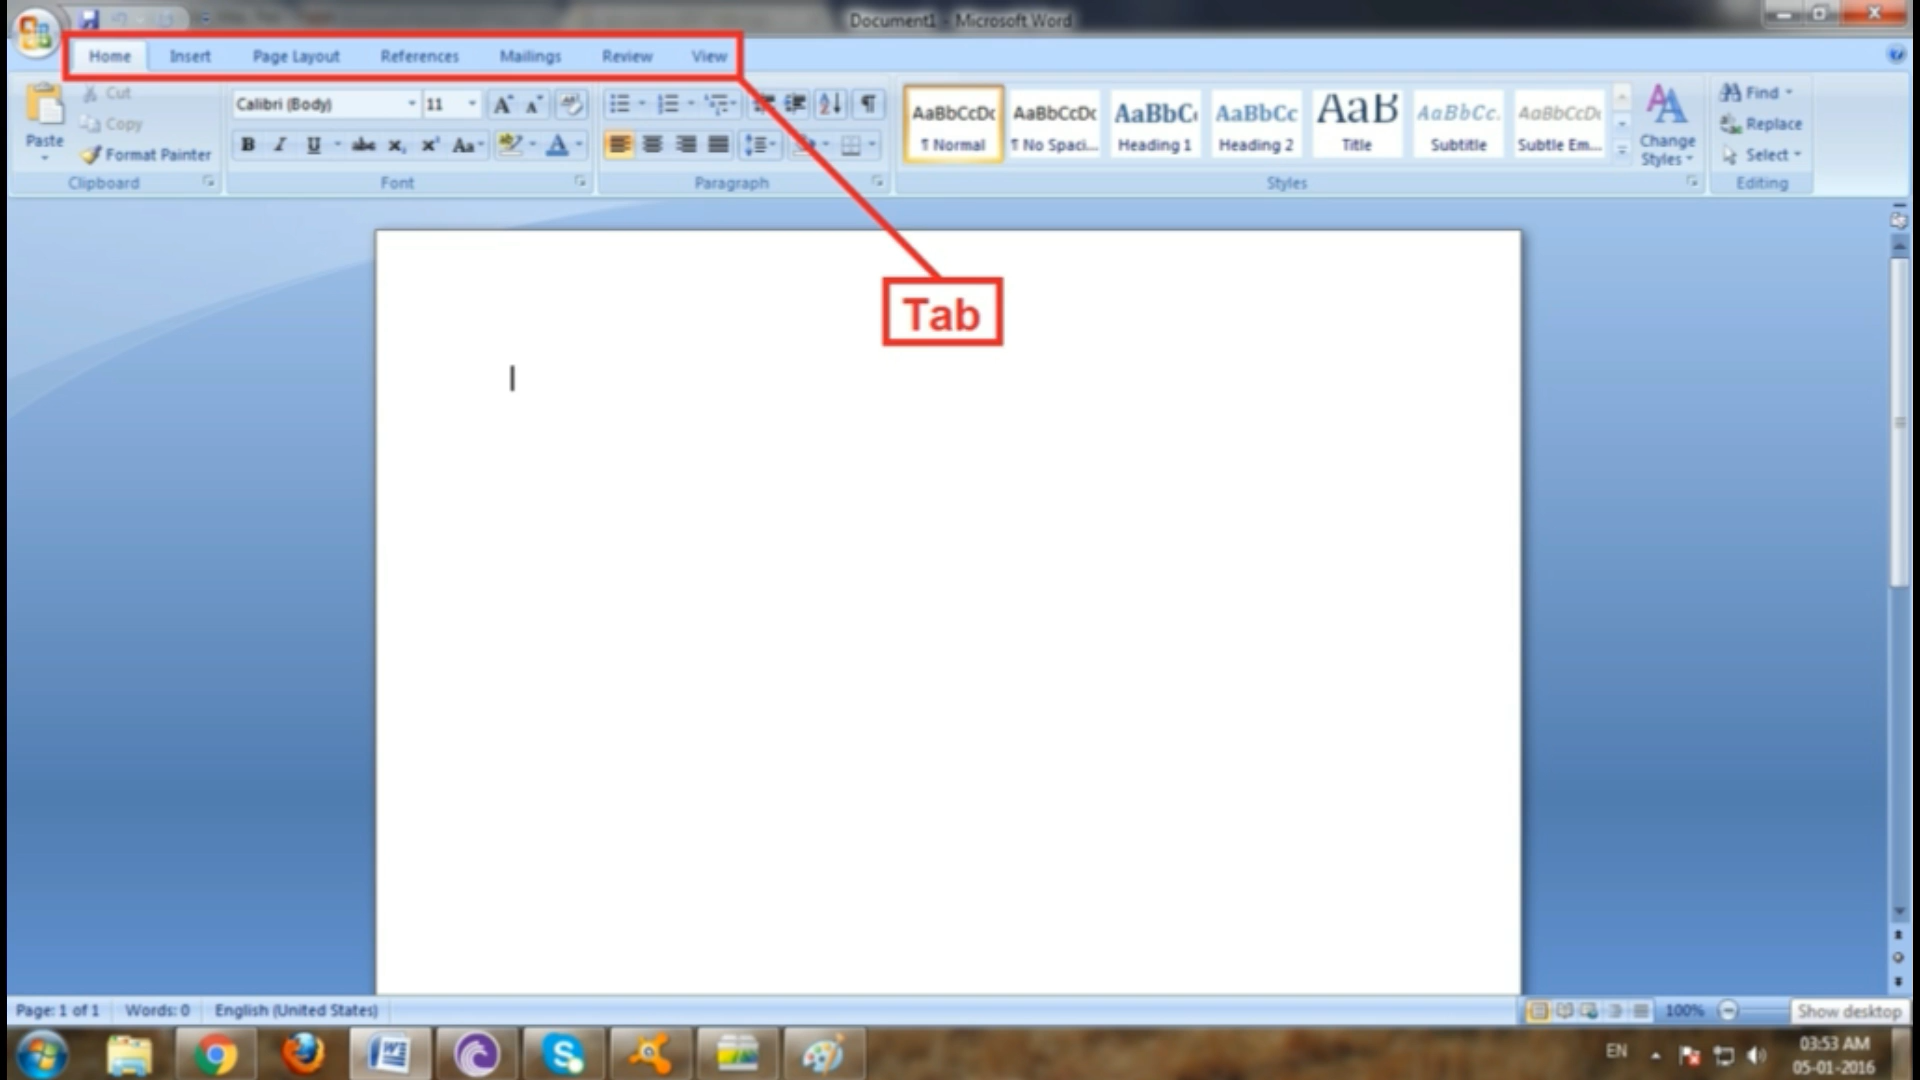 Document1 - Microsoft Word
Home Insert Page Layout References Mailings Review View
Cut
Copy
Format Painter
Paste
Clipboard
Calibri (Body) 11
Font
Paragraph
AaBbCcDc AaBbCcDc AaBbC AaBbCc AaB AaBbCc. AaBbCcDc
¶ Normal ¶ No Spaci... Heading 1 Heading 2 Title Subtitle Subtle Em...
Change
Styles
Styles
Find
Replace
Select
Editing
Tab
Page: 1 of 1 Words: 0 English (United States) 100% Show desktop
EN 03:53 AM
05-01-2016